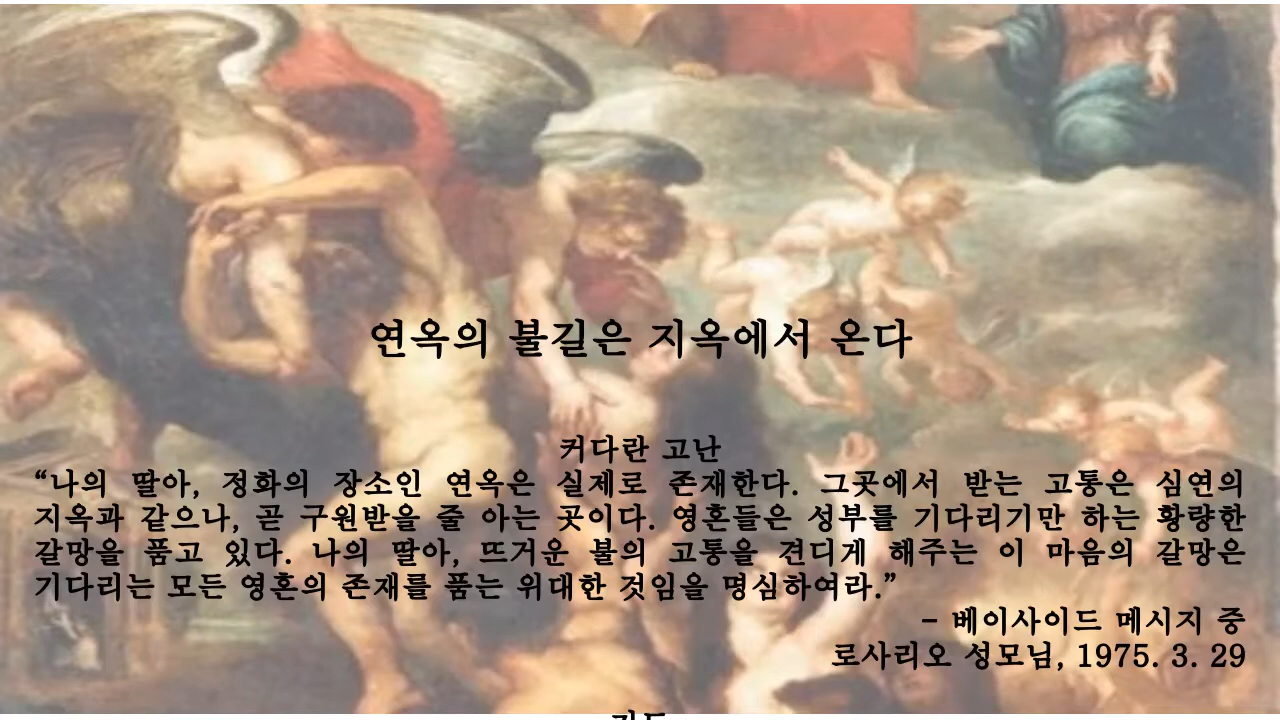 연옥의 불길은 지옥에서 온다
커다란 고난
“나의 딸아, 정화의 장소인 연옥은 실제로 존재한다. 그곳에서 받는 고통은 심연의
지옥과 같으나, 곧 구원받을 줄 아는 곳이다. 영혼들은 성부를 기다리기만 하는 황량한
갈망을 품고 있다. 나의 딸아, 뜨거운 불의 고통을 견디게 해주는 이 마음의 갈망은
기다리는 모든 영혼의 존재를 품는 위대한 것임을 명심하여라.”
- 베이사이드 메시지 중
로사리오 성모님, 1975. 3. 29